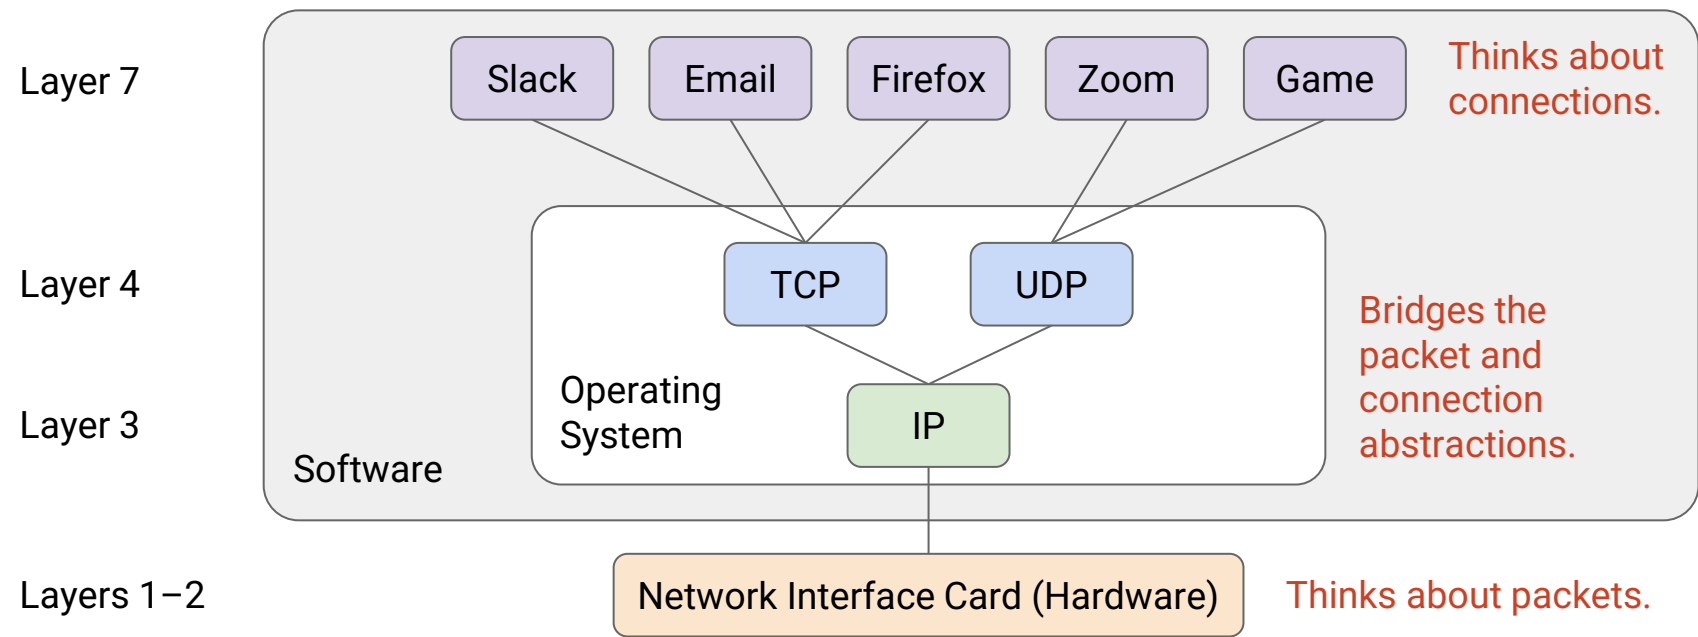 Layer 7
Slack
Email
Firefox
Zoom
Game
Thinks about
connections.
Layer 4
TCP
UDP
Bridges the
packet and
connection
abstractions.
Operating
System
Layer 3
IP
Software
Layers 1–2
Network Interface Card (Hardware)
Thinks about packets.